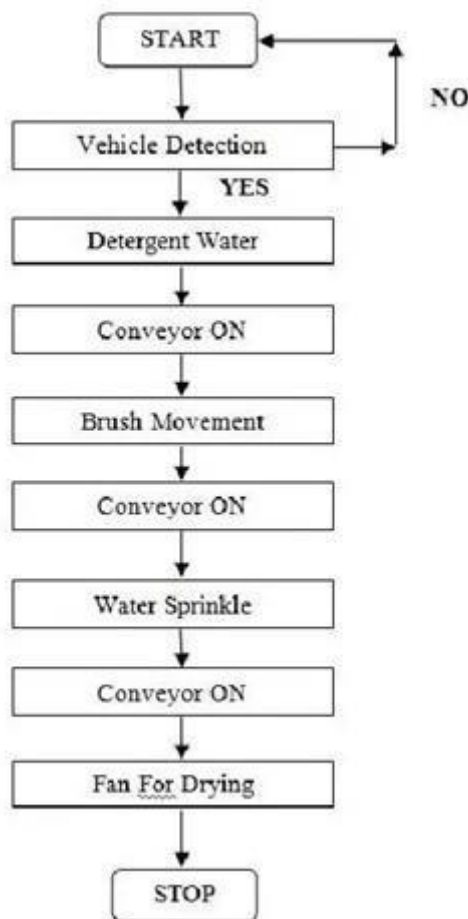 START
NO
Vehicle Detection
YES
Detergent Water
Conveyor ON
Brush Movement
Conveyor ON
Water Sprinkle
Conveyor ON
Fan For Drying
STOP